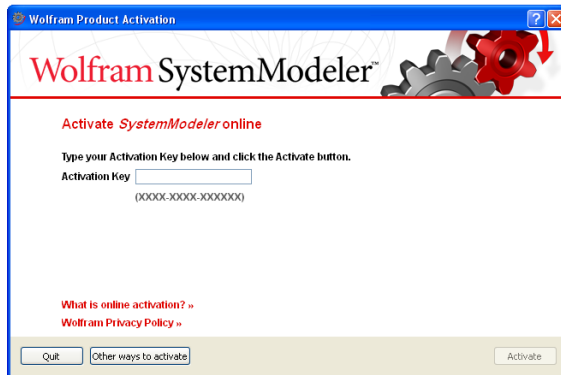 Wolfram Product Activation
Wolfram SystemModeler™
Activate SystemModeler online
Type your Activation Key below and click the Activate button.
Activation Key
(XXXX-XXXX-XXXXXX)
What is online activation? »
Wolfram Privacy Policy »
Quit Other ways to activate Activate